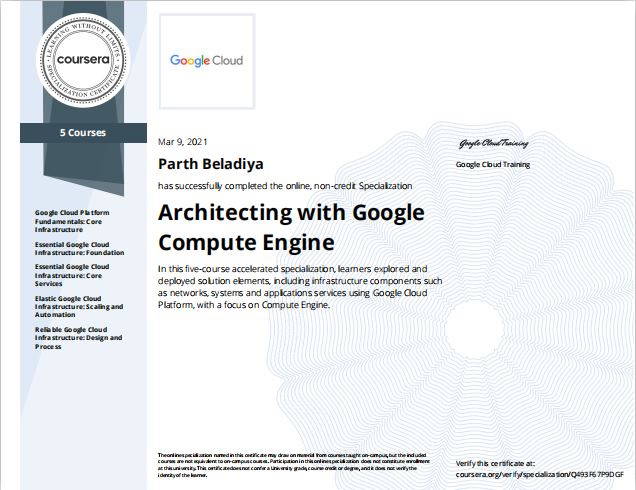 LEARNING WITHOUT LIMITS
coursera
SPECIALIZATION CERTIFICATE
5 Courses
Google Cloud Platform
Fundamentals: Core
Infrastructure
Essential Google Cloud
Infrastructure: Foundation
Essential Google Cloud
Infrastructure: Core
Services
Elastic Google Cloud
Infrastructure: Scaling and
Automation
Reliable Google Cloud
Infrastructure: Design and
Process
Google Cloud
Mar 9, 2021
Parth Beladiya
has successfully completed the online, non-credit Specialization
Architecting with Google
Compute Engine
In this five-course accelerated specialization, learners explored and
deployed solution elements, including infrastructure components such
as networks, systems and applications services using Google Cloud
Platform, with a focus on Compute Engine.
Google Cloud Training
Google Cloud Training
The online specialization named in this certificate may draw on material from courses taught on-campus, but the included
courses are not equivalent to on-campus courses. Participation in this online specialization does not constitute enrollment
at this university. This certificate does not confer a University grade, course credit or degree, and it does not verify the
identity of the learner.
Verify this certificate at:
coursera.org/verify/specialization/Q493F67P9DGF